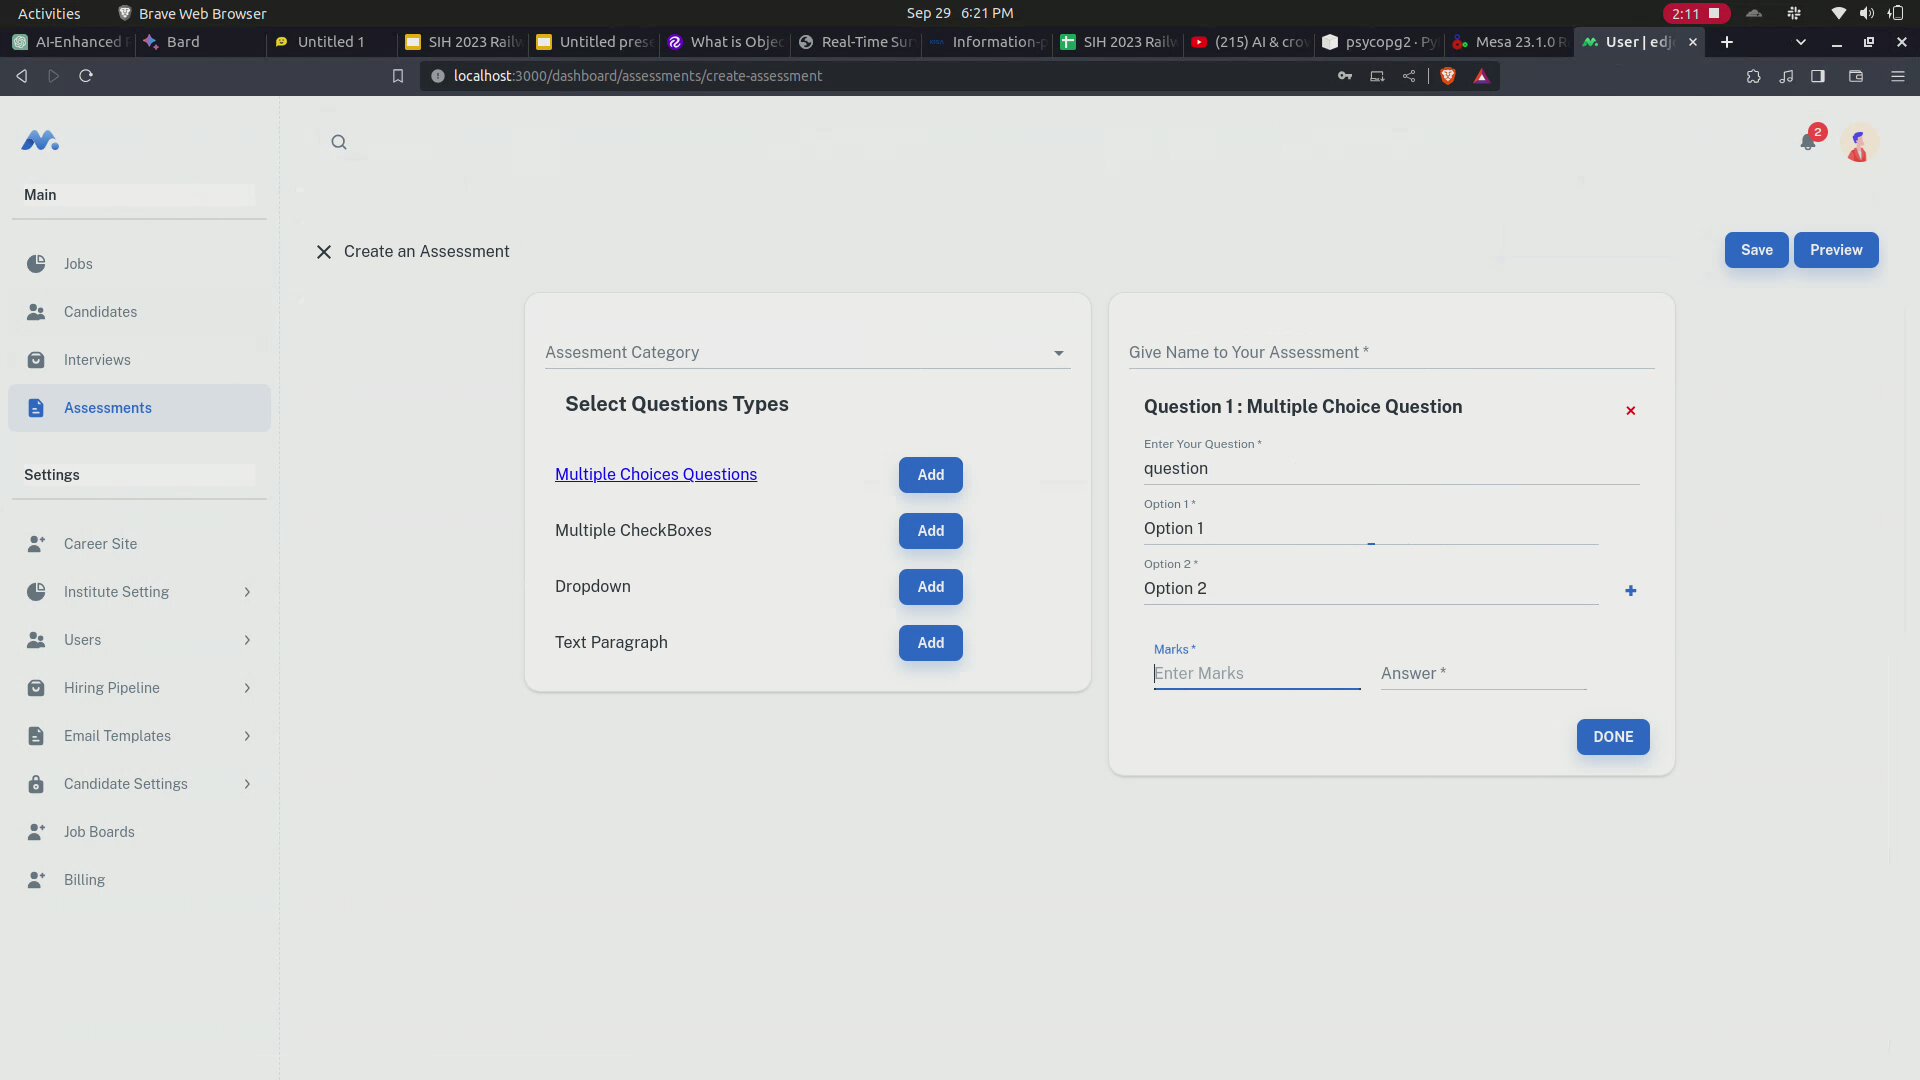 Activities
Brave Web Browser
Sep 29 6:21 PM
2:11
AI-Enhanced
Bard
Untitled 1
SIH 2023 Railw
Untitled prese
What is Objec
Real-Time Sur
Information-p
SIH 2023 Railw
(215) AI & crow
psycopg2 · Py
Mesa 23.1.0 R
User | edj
localhost:3000/dashboard/assessments/create-assessment
2
Main
Jobs
Candidates
Interviews
Assessments
Settings
Career Site
Institute Setting
Users
Hiring Pipeline
Email Templates
Candidate Settings
Job Boards
Billing
Create an Assessment
Save
Preview
Assesment Category
Select Questions Types
Multiple Choices Questions
Add
Multiple CheckBoxes
Add
Dropdown
Add
Text Paragraph
Add
Give Name to Your Assessment *
Question 1 : Multiple Choice Question
Enter Your Question *
question
Option 1 *
Option 1
Option 2 *
Option 2
Marks *
Enter Marks
Answer *
DONE